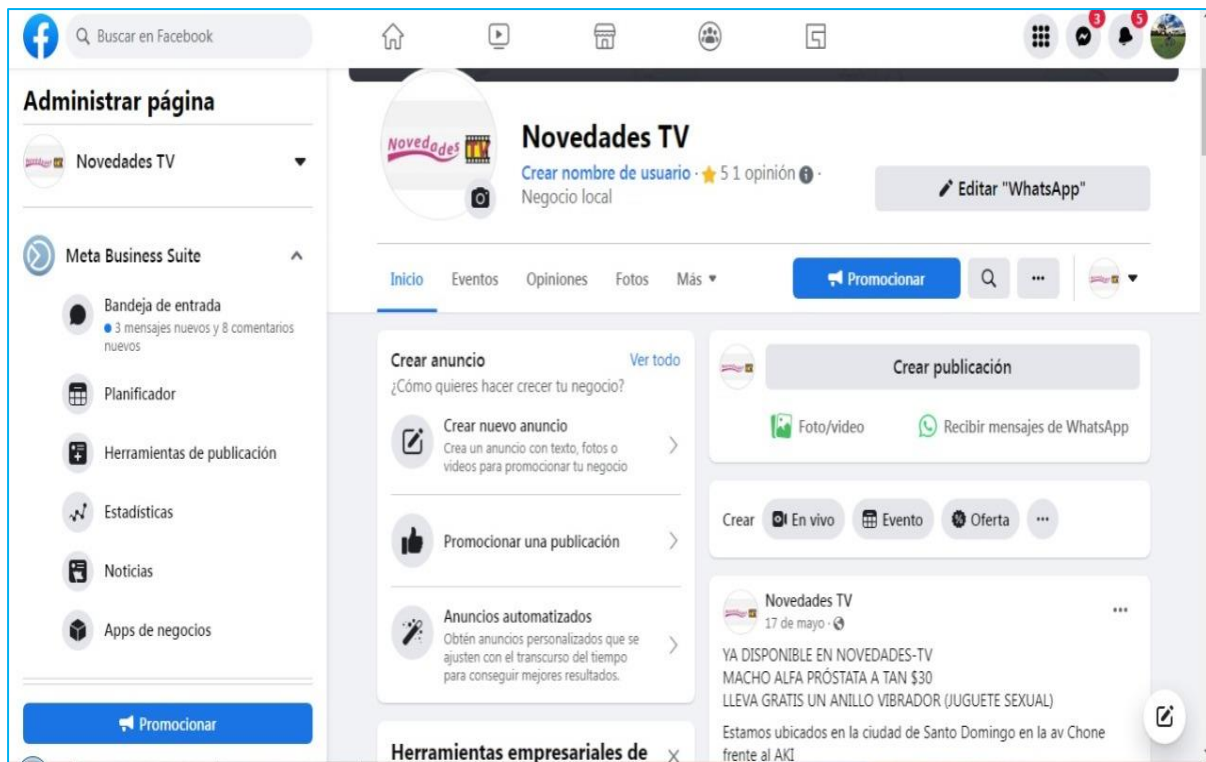 Buscar en Facebook
3
5
Administrar página
Novedades TV
Meta Business Suite
Bandeja de entrada
3 mensajes nuevos y 8 comentarios
nuevos
Planificador
Herramientas de publicación
Estadísticas
Noticias
Apps de negocios
Promocionar
Novedades TV
Novedades TV
Crear nombre de usuario · 5 1 opinión ·
Negocio local
Editar "WhatsApp"
Inicio
Eventos
Opiniones
Fotos
Más
Promocionar
Crear anuncio
Ver todo
¿Cómo quieres hacer crecer tu negocio?
Crear nuevo anuncio
Crea un anuncio con texto, fotos o
videos para promocionar tu negocio
Promocionar una publicación
Anuncios automatizados
Obtén anuncios personalizados que se
ajusten con el transcurso del tiempo
para conseguir mejores resultados.
Herramientas empresariales de
Crear publicación
Foto/video
Recibir mensajes de WhatsApp
Crear
En vivo
Evento
Oferta
Novedades TV
17 de mayo ·
YA DISPONIBLE EN NOVEDADES-TV
MACHO ALFA PRÓSTATA A TAN $30
LLEVA GRATIS UN ANILLO VIBRADOR (JUGUETE SEXUAL)
Estamos ubicados en la ciudad de Santo Domingo en la av Chone
frente al AKI